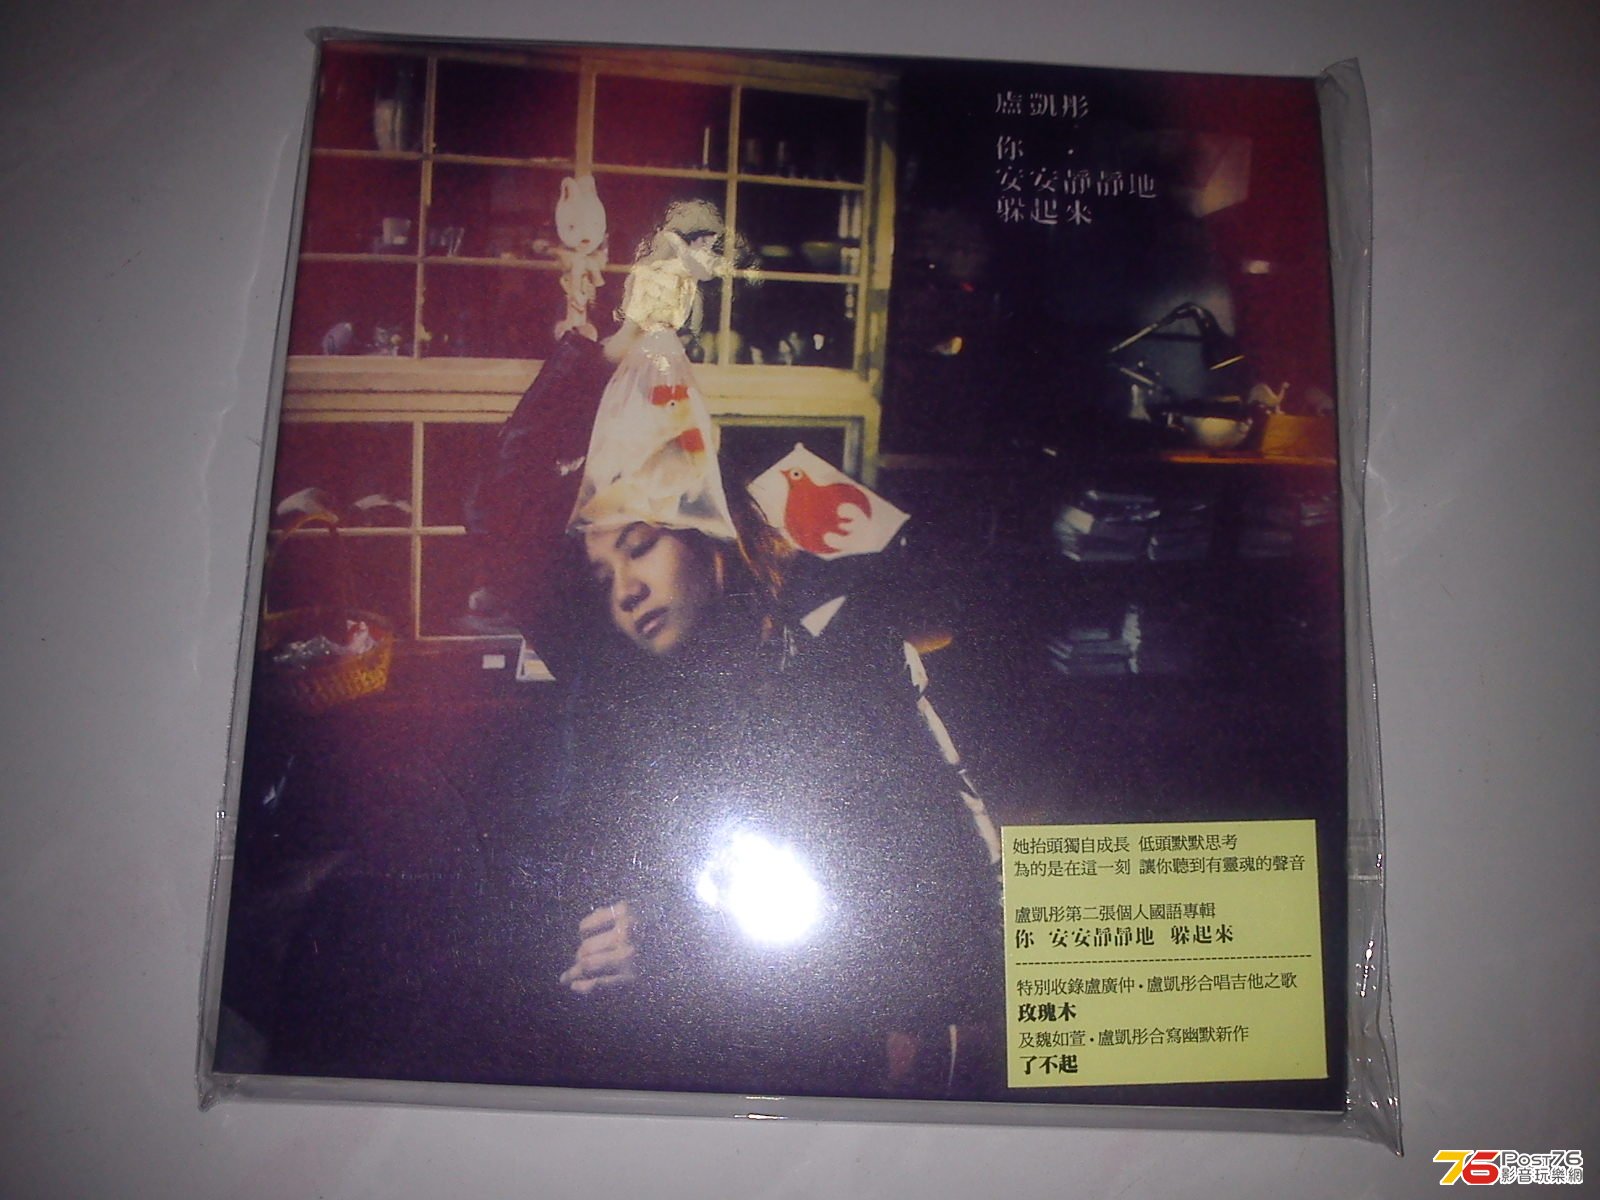 盧凱彤
你 ·
安安靜靜地
躲起來
她抬頭獨自成長 低頭默默思考
為的是在這一刻 讓你聽到有靈魂的聲音
盧凱彤第二張個人國語專輯
你 安安靜靜地 躲起來
特別收錄盧廣仲·盧凱彤合唱吉他之歌
玫瑰木
及魏如萱·盧凱彤合寫幽默新作
了不起
76 Post76
影音玩樂網